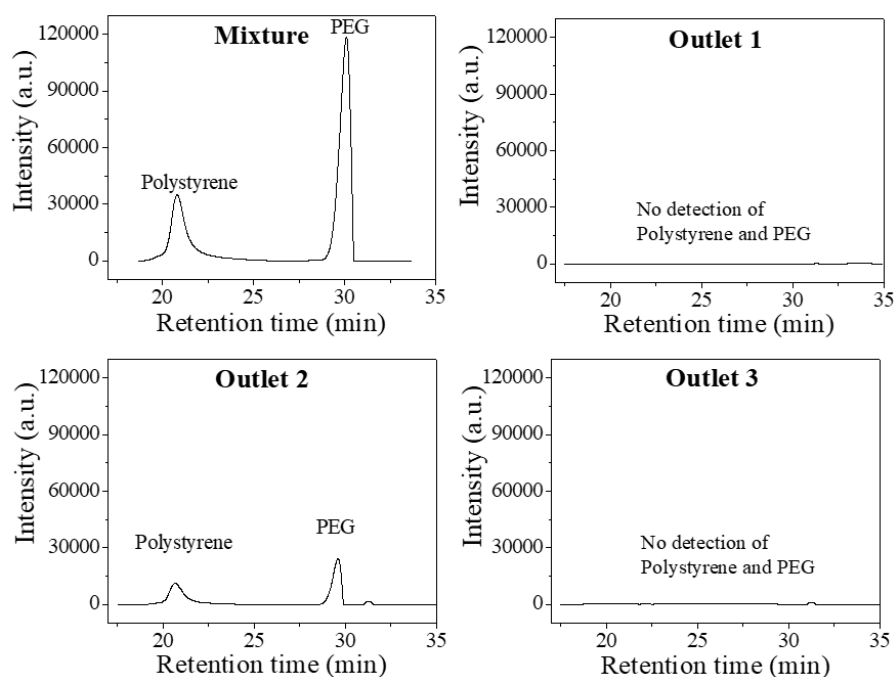 Mixture
PEG
Polystyrene
Intensity (a.u.)
120000
90000
60000
30000
0
20
25
30
35
Retention time (min)
Outlet 1
No detection of
Polystyrene and PEG
Intensity (a.u.)
120000
90000
60000
30000
0
20
25
30
35
Retention time (min)
Outlet 2
Polystyrene
PEG
Intensity (a.u.)
120000
90000
60000
30000
0
20
25
30
35
Retention time (min)
Outlet 3
No detection of
Polystyrene and PEG
Intensity (a.u.)
120000
90000
60000
30000
0
20
25
30
35
Retention time (min)